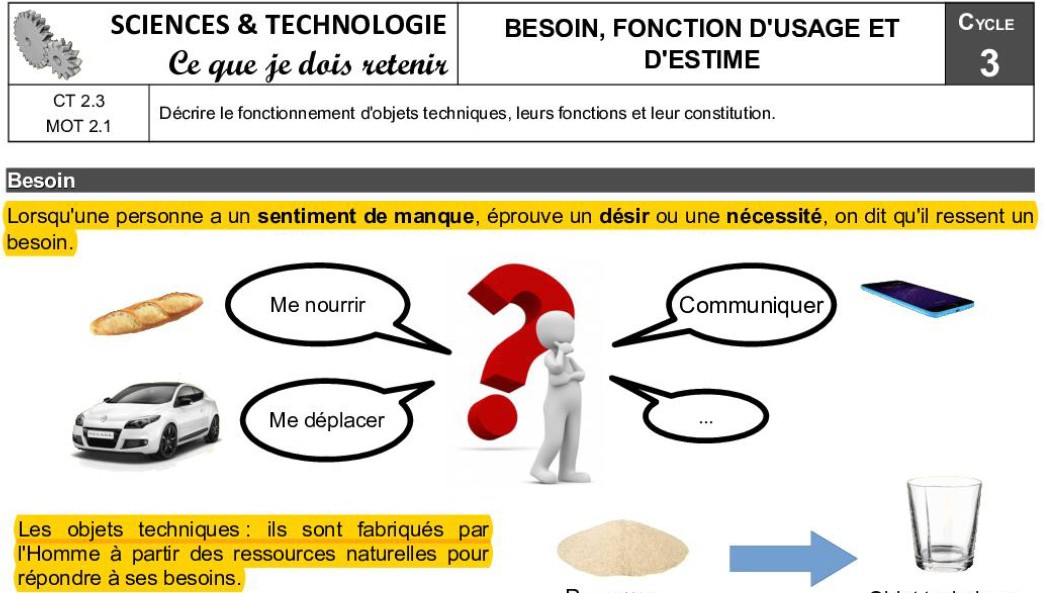 SCIENCES & TECHNOLOGIE
Ce que je dois retenir
BESOIN, FONCTION D'USAGE ET
D'ESTIME
CYCLE
3
CT 2.3
MOT 2.1
Décrire le fonctionnement d'objets techniques, leurs fonctions et leur constitution.
Besoin
Lorsqu'une personne a un sentiment de manque, éprouve un désir ou une nécessité, on dit qu'il ressent un
besoin.
Me nourrir
Communiquer
Me déplacer
...
Les objets techniques : ils sont fabriqués par
l'Homme à partir des ressources naturelles pour
répondre à ses besoins.